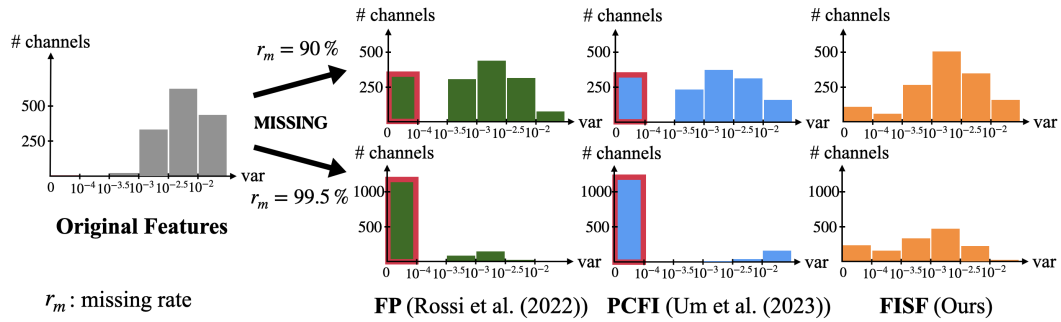 # channels
500
250
0 10⁻⁴ 10⁻³·⁵ 10⁻³ 10⁻²·⁵ 10⁻² var
Original Features
r_m : missing rate
r_m = 90 %
MISSING
r_m = 99.5 %
# channels
500
250
0 10⁻⁴ 10⁻³·⁵ 10⁻³ 10⁻²·⁵ 10⁻² var
# channels
500
250
0 10⁻⁴ 10⁻³·⁵ 10⁻³ 10⁻²·⁵ 10⁻² var
# channels
500
250
0 10⁻⁴ 10⁻³·⁵ 10⁻³ 10⁻²·⁵ 10⁻² var
# channels
1000
500
0 10⁻⁴ 10⁻³·⁵ 10⁻³ 10⁻²·⁵ 10⁻² var
FP (Rossi et al. (2022))
# channels
1000
500
0 10⁻⁴ 10⁻³·⁵ 10⁻³ 10⁻²·⁵ 10⁻² var
PCFI (Um et al. (2023))
# channels
1000
500
0 10⁻⁴ 10⁻³·⁵ 10⁻³ 10⁻²·⁵ 10⁻² var
FISF (Ours)